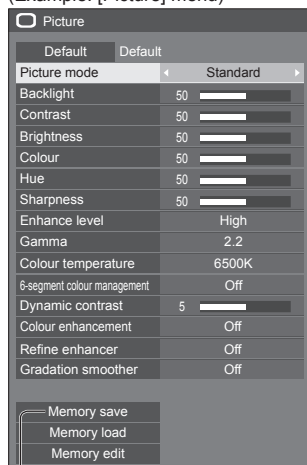 (Example: [Picture] menu)
Picture
Default Default
Picture mode Standard
Backlight 50
Contrast 50
Brightness 50
Colour 50
Hue 50
Sharpness 50
Enhance level High
Gamma 2.2
Colour temperature 6500K
6-segment colour management Off
Dynamic contrast 5
Colour enhancement Off
Refine enhancer Off
Gradation smoother Off
Memory save
Memory load
Memory edit